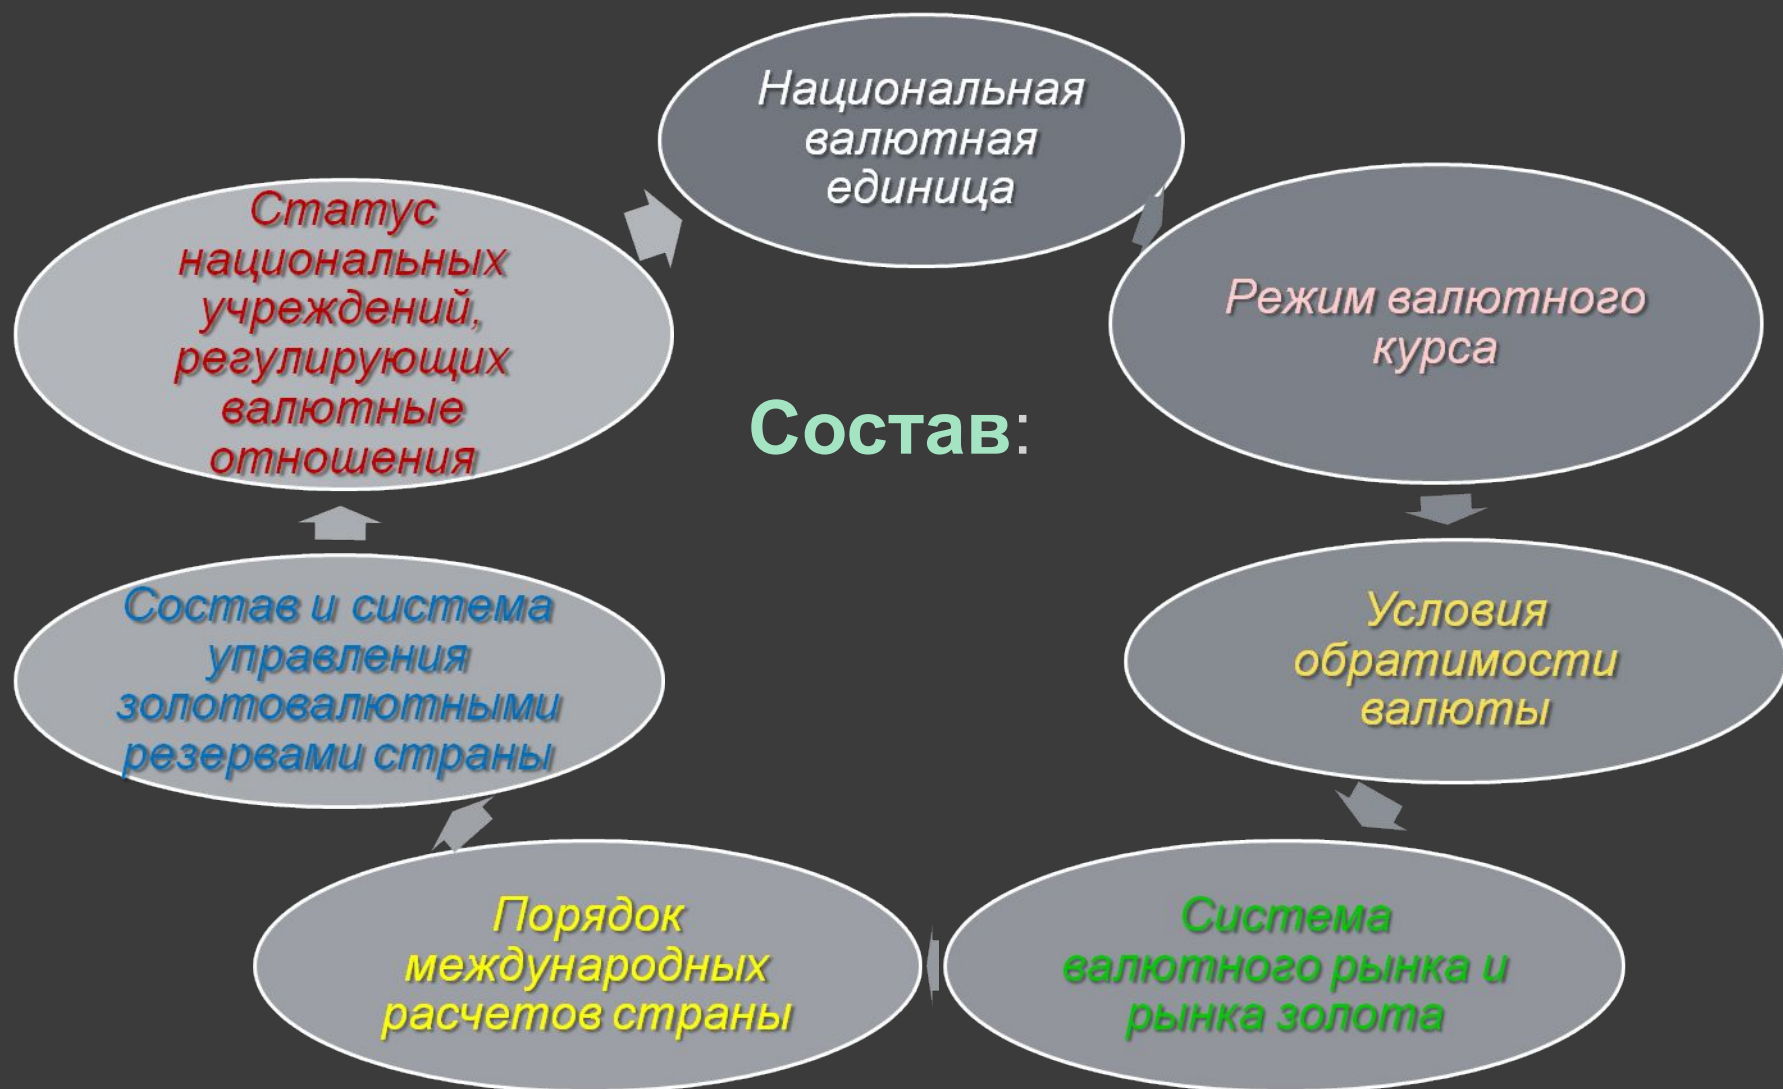 Национальная
валютная
единица
Режим валютного
курса
Условия
обратимости
валюты
Система
валютного рынка и
рынка золота
Порядок
международных
расчетов страны
Состав и система
управления
золотовалютными
резервами страны
Статус
национальных
учреждений,
регулирующих
валютные
отношения
Состав: